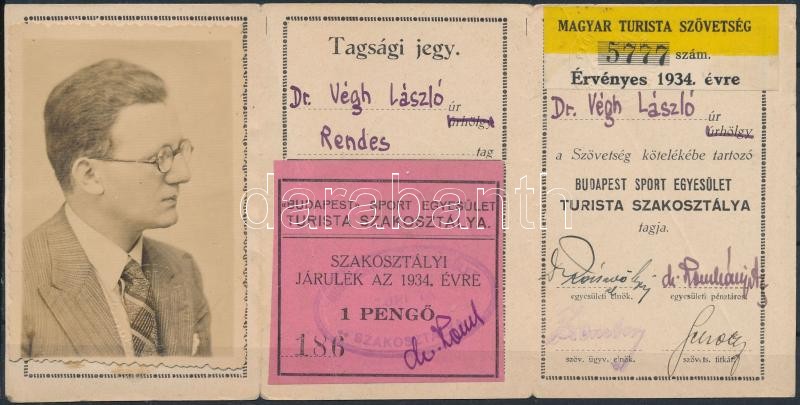 Tagsági jegy.
Dr. Végh László úr
úrhölgy
Rendes
tag
"BUDAPEST" SPORT EGYESÜLET
TURISTA SZAKOSZTÁLYA.
SZAKOSZTÁLYI
JÁRULÉK AZ 1934. ÉVRE
1 PENGŐ
186
MAGYAR TURISTA SZÖVETSÉG
5777 szám.
Érvényes 1934. évre
Dr. Végh László úr
úrhölgy
a Szövetség kötelékébe tartozó
BUDAPEST SPORT EGYESÜLET
TURISTA SZAKOSZTÁLYA
tagja.
egyesületi elnök. egyesületi pénztáros.
szöv. ügyv. elnök. szövets. titkár.
darabanth